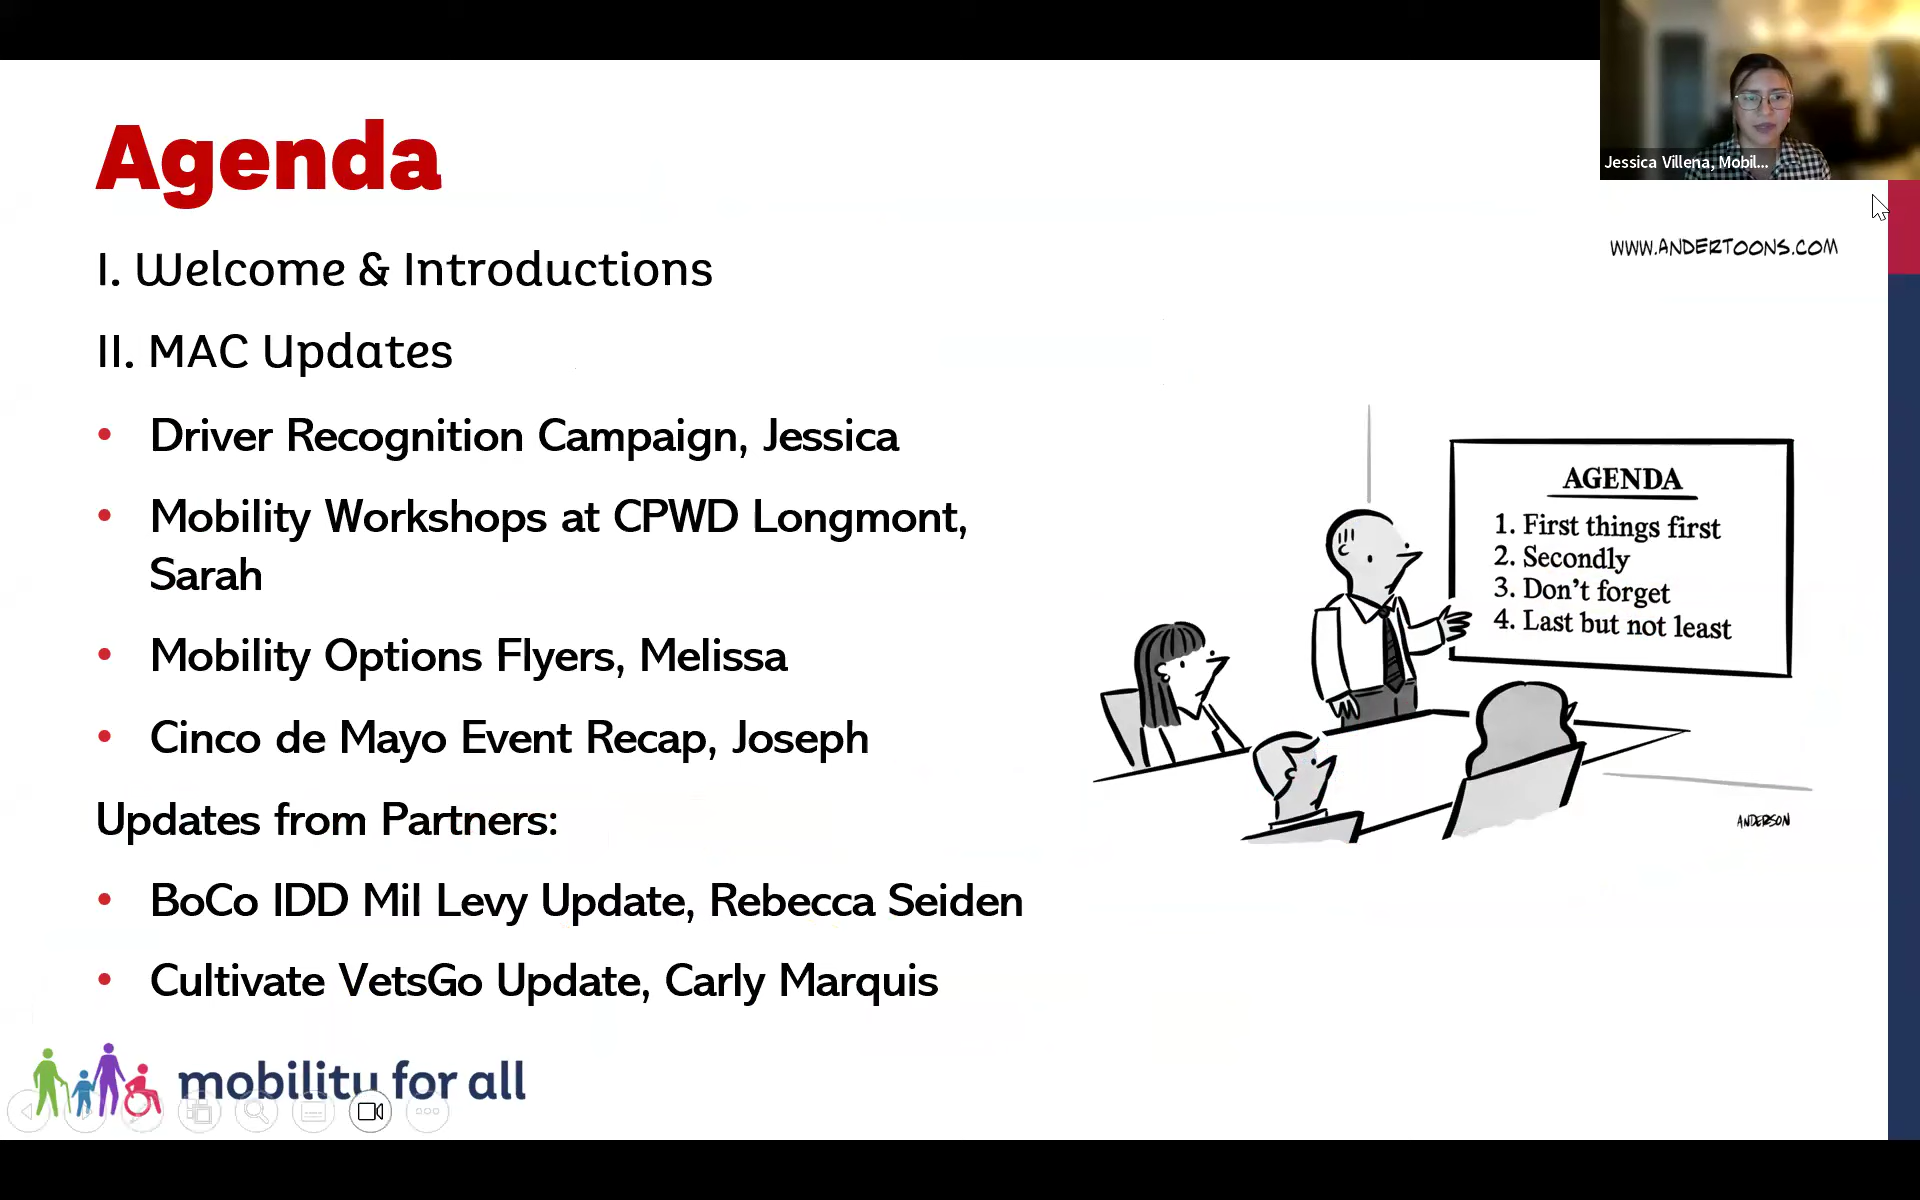 Jessica Villena, Mobil...
Agenda
WWW.ANDERTOONS.COM
I. Welcome & Introductions
II. MAC Updates
• Driver Recognition Campaign, Jessica
• Mobility Workshops at CPWD Longmont,
Sarah
• Mobility Options Flyers, Melissa
• Cinco de Mayo Event Recap, Joseph
Updates from Partners:
• BoCo IDD Mil Levy Update, Rebecca Seiden
• Cultivate VetsGo Update, Carly Marquis
AGENDA
1. First things first
2. Secondly
3. Don't forget
4. Last but not least
ANDERSON
mobility for all